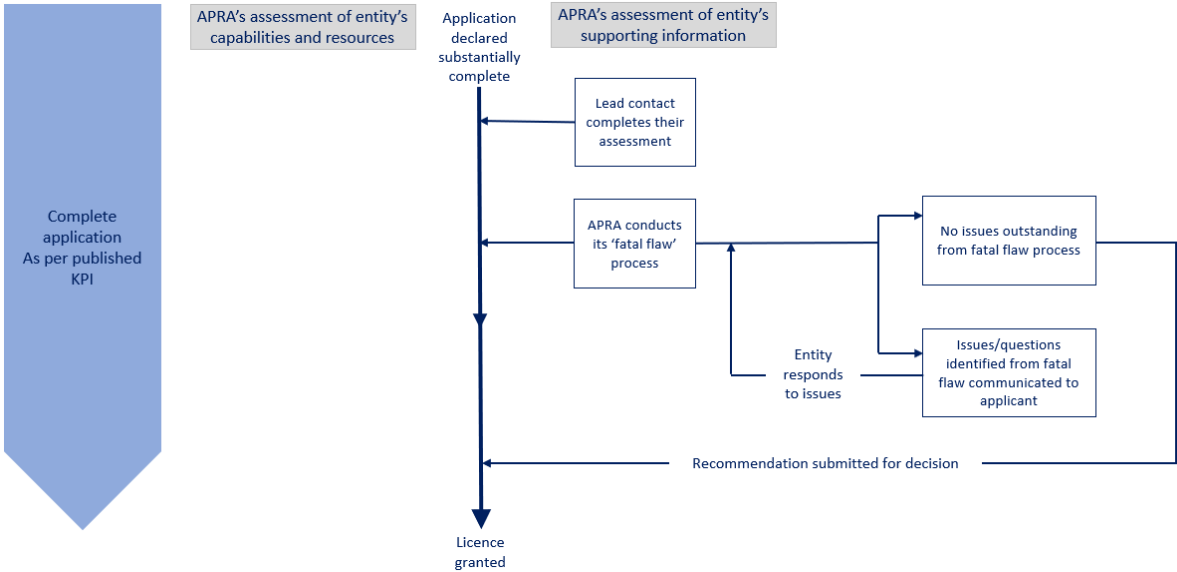 APRA's assessment of entity's
capabilities and resources
Application
declared
substantially
complete
APRA's assessment of entity's
supporting information
Lead contact
completes their
assessment
Complete
application
As per published
KPI
APRA conducts
its 'fatal flaw'
process
No issues outstanding
from fatal flaw process
Issues/questions
identified from fatal
flaw communicated to
applicant
Entity
responds
to issues
Recommendation submitted for decision
Licence
granted